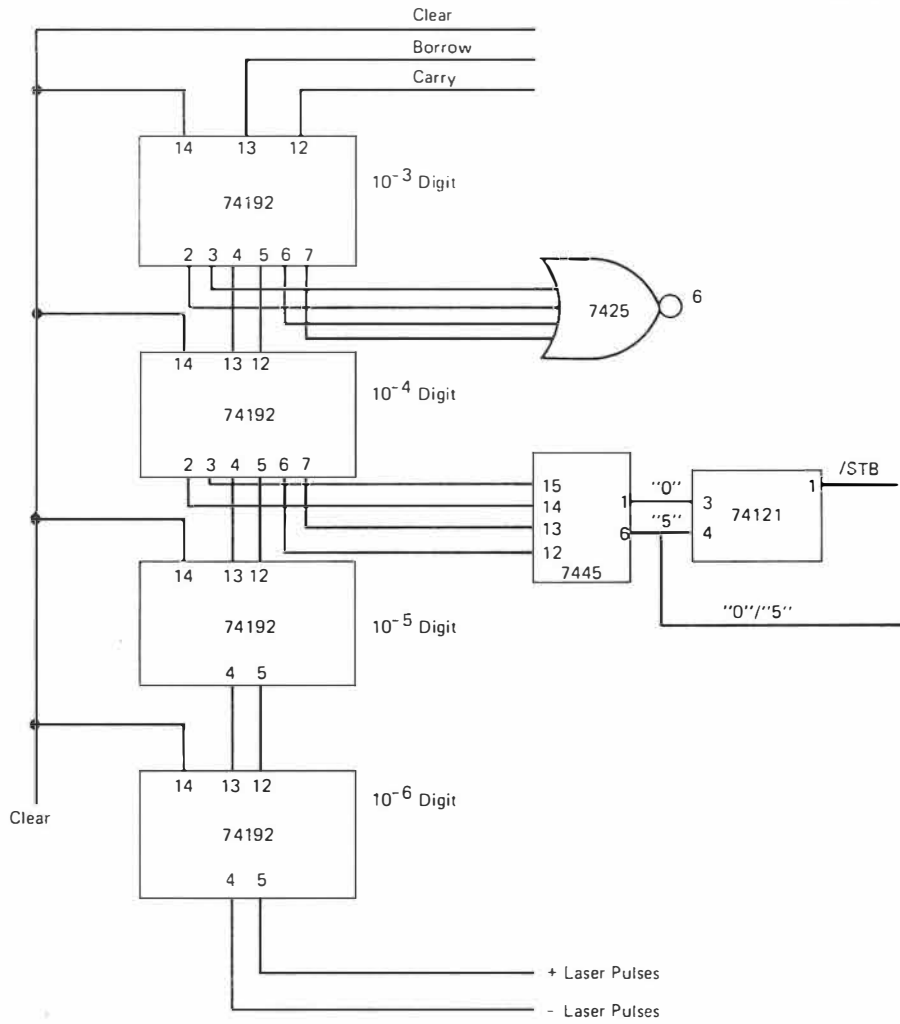 Clear
Borrow
Carry
14 13 12
10⁻³ Digit
74192
2 3 4 5 6 7
7425
6
14 13 12
10⁻⁴ Digit
74192
2 3 4 5 6 7
15
14
13
12
7445
1 "0"
6 "5"
3
4
74121
1
/STB
"0"/"5"
14 13 12
10⁻⁵ Digit
74192
4 5
14 13 12
10⁻⁶ Digit
74192
4 5
Clear
+ Laser Pulses
- Laser Pulses